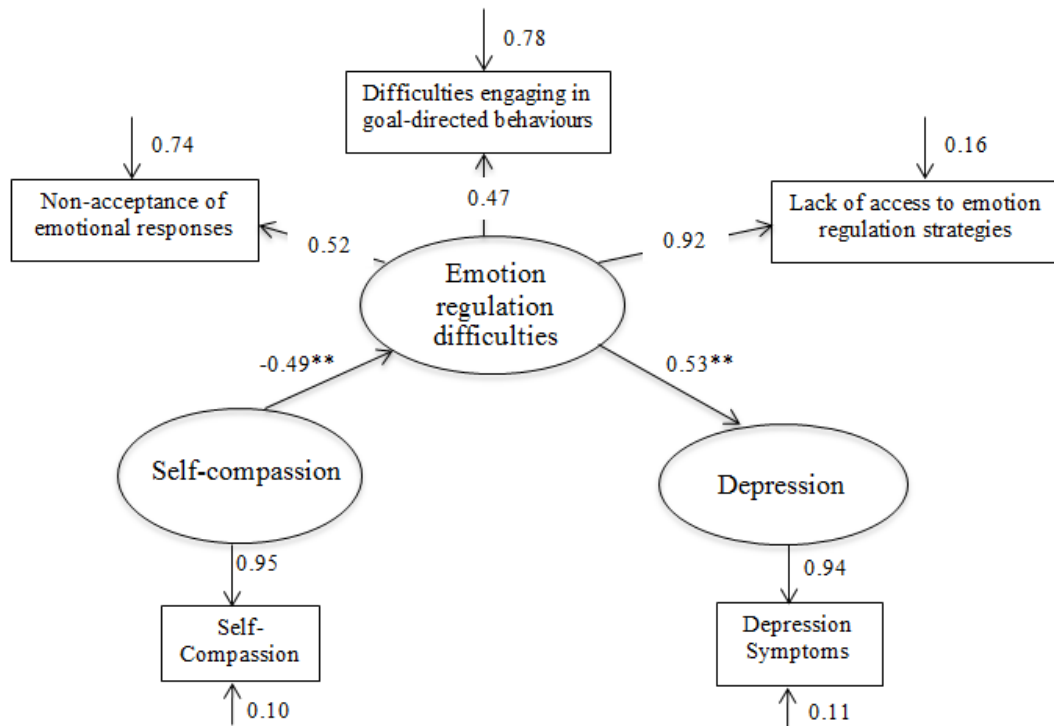 0.78
Difficulties engaging in
goal-directed behaviours
0.74
0.16
Non-acceptance of
emotional responses
0.47
Lack of access to emotion
regulation strategies
0.52
0.92
Emotion
regulation
difficulties
-0.49**
0.53**
Self-compassion
Depression
0.95
0.94
Self-
Compassion
Depression
Symptoms
0.10
0.11